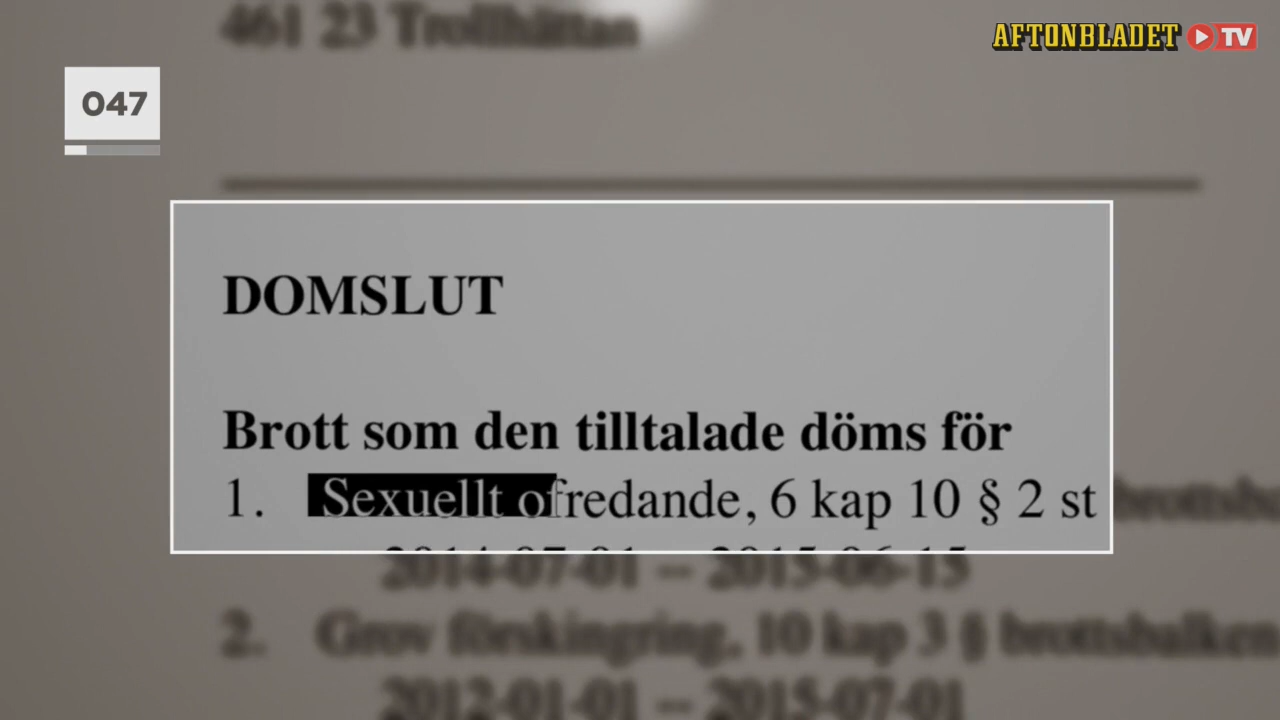 461 23 Trollhättan
AFTONBLADET TV
047
DOMSLUT
Brott som den tilltalade döms för
1. Sexuellt ofredande, 6 kap 10 § 2 st
2014-07-01 -- 2015-06-15
2. Grov förskingring, 10 kap 3 § brottsbalken
2012-01-01 -- 2015-07-01